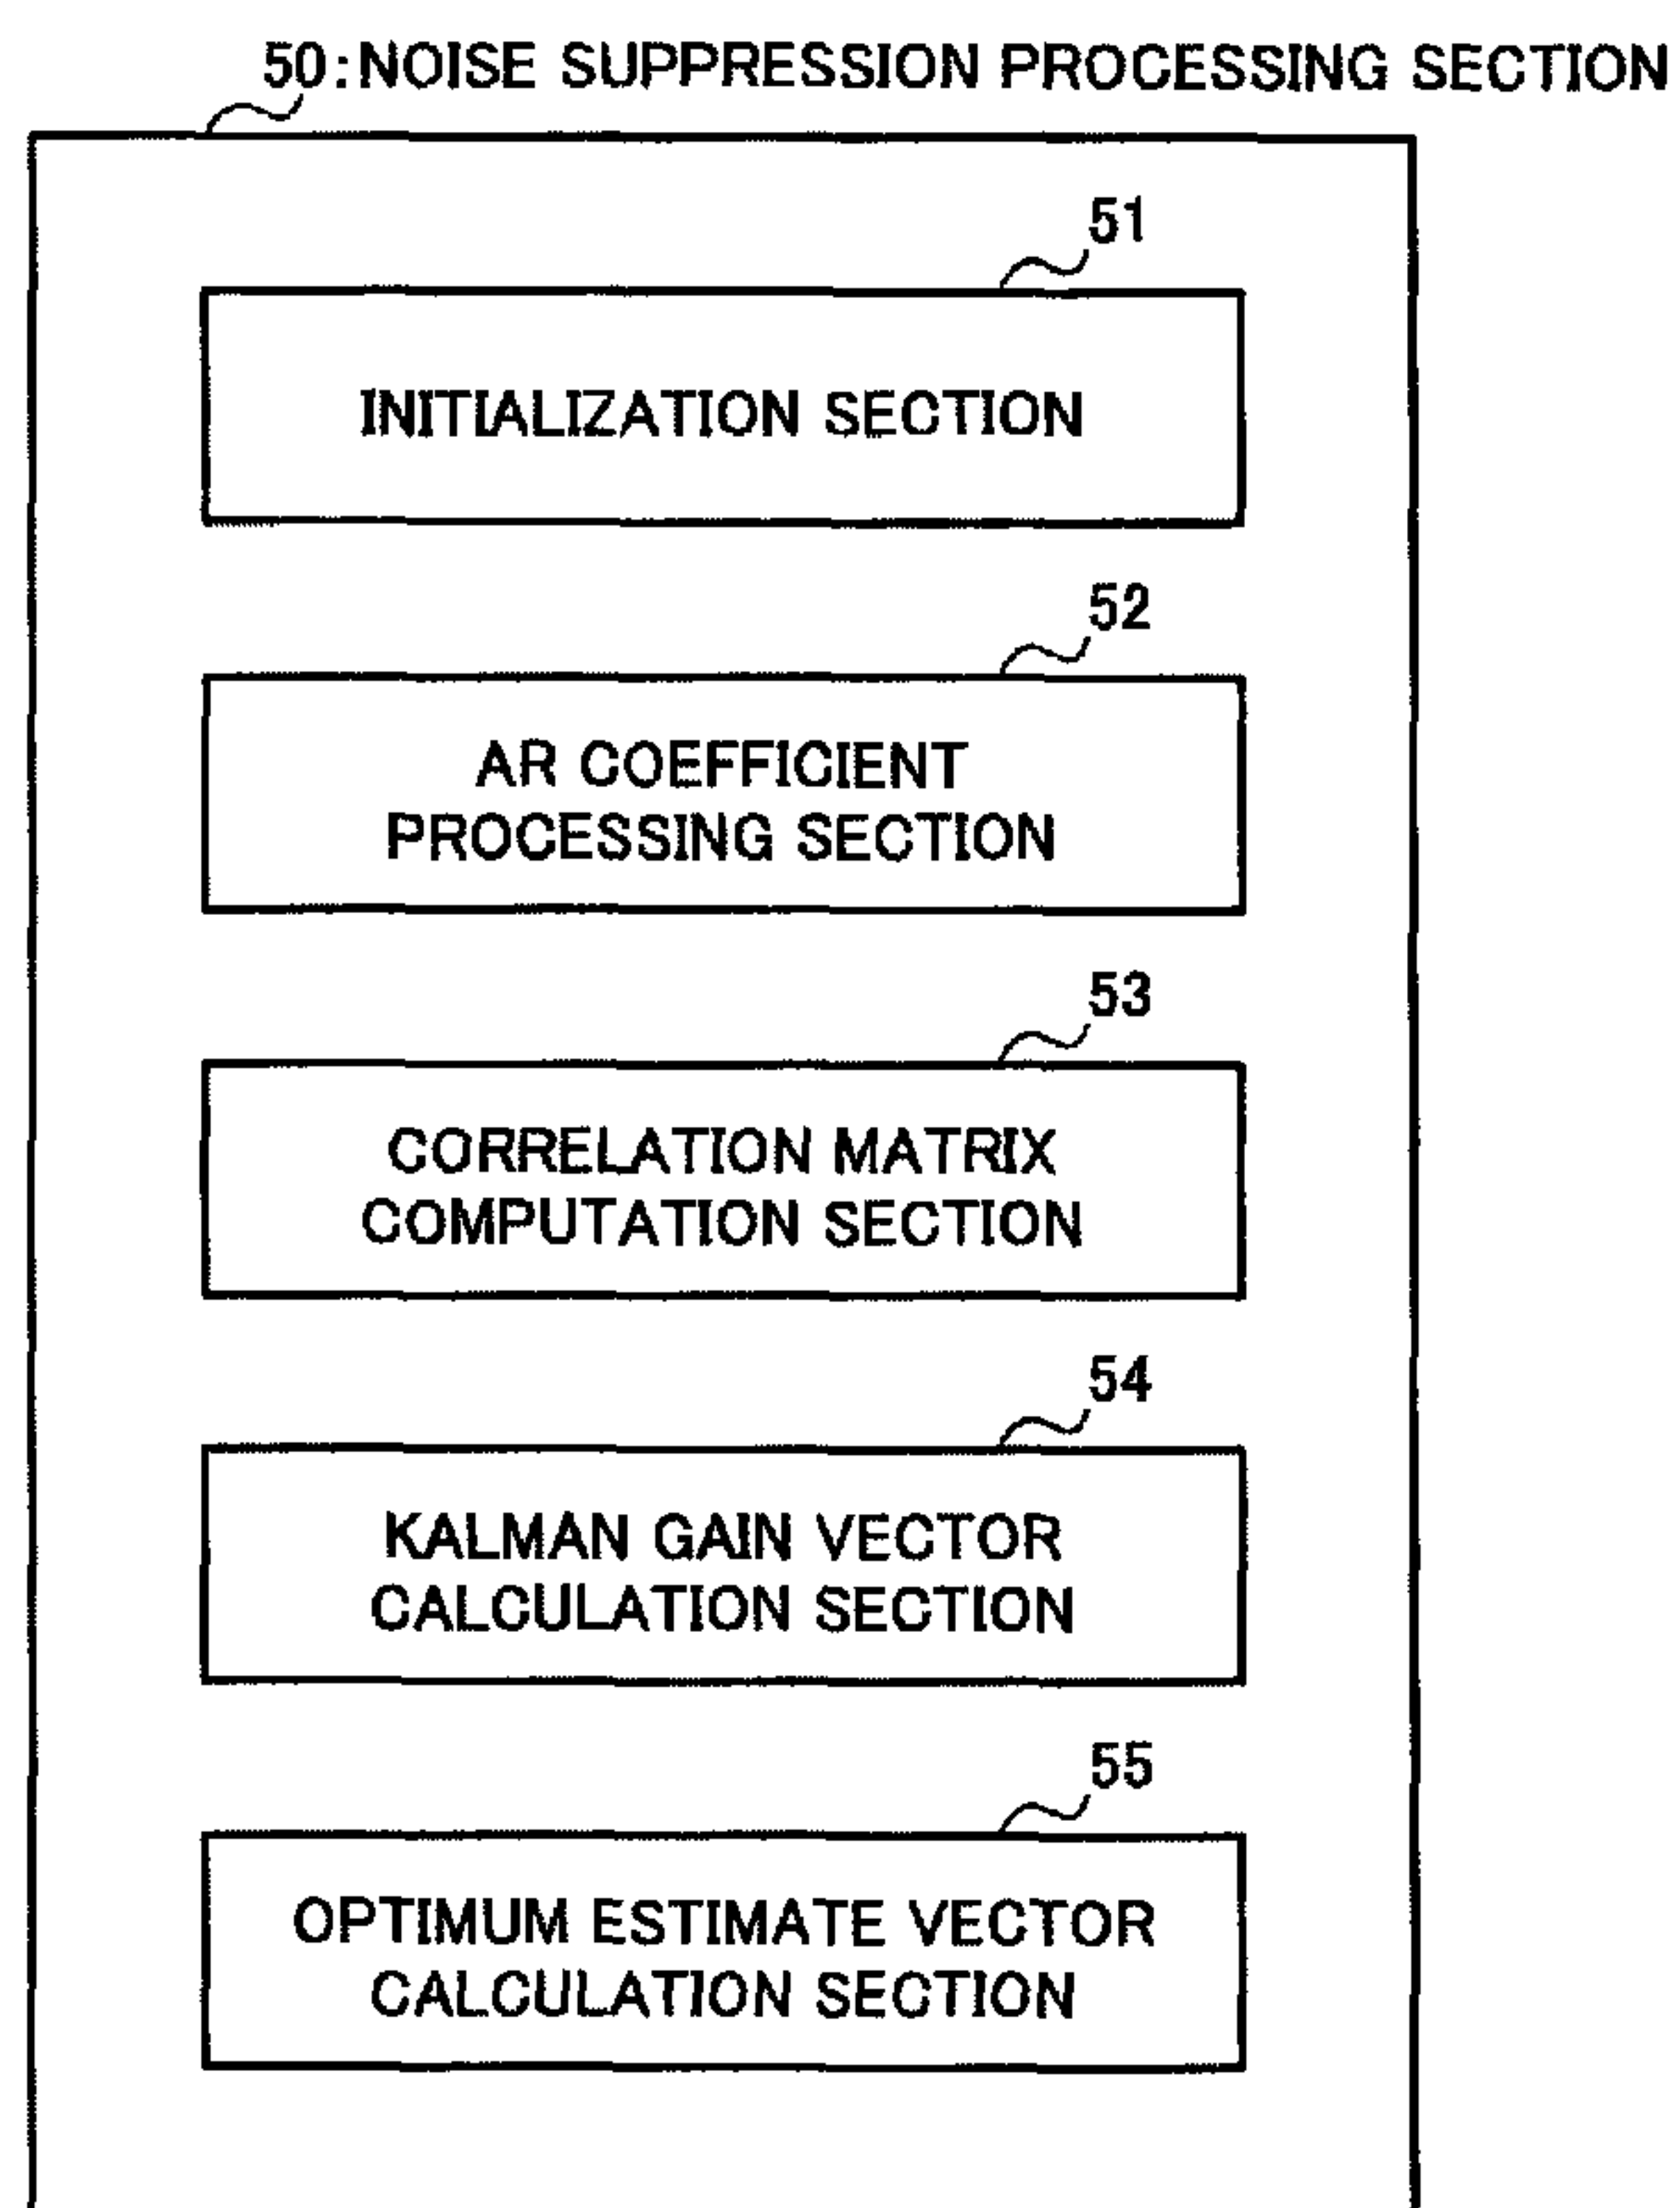 50:NOISE SUPPRESSION PROCESSING SECTION
51
INITIALIZATION SECTION
52
AR COEFFICIENT
PROCESSING SECTION
53
CORRELATION MATRIX
COMPUTATION SECTION
54
KALMAN GAIN VECTOR
CALCULATION SECTION
55
OPTIMUM ESTIMATE VECTOR
CALCULATION SECTION